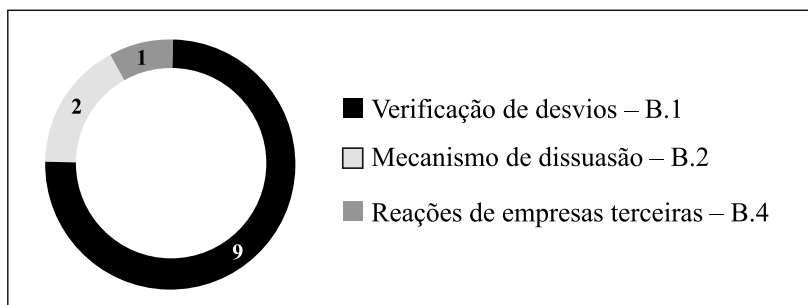 1
2
9
Verificação de desvios – B.1
Mecanismo de dissuasão – B.2
Reações de empresas terceiras – B.4